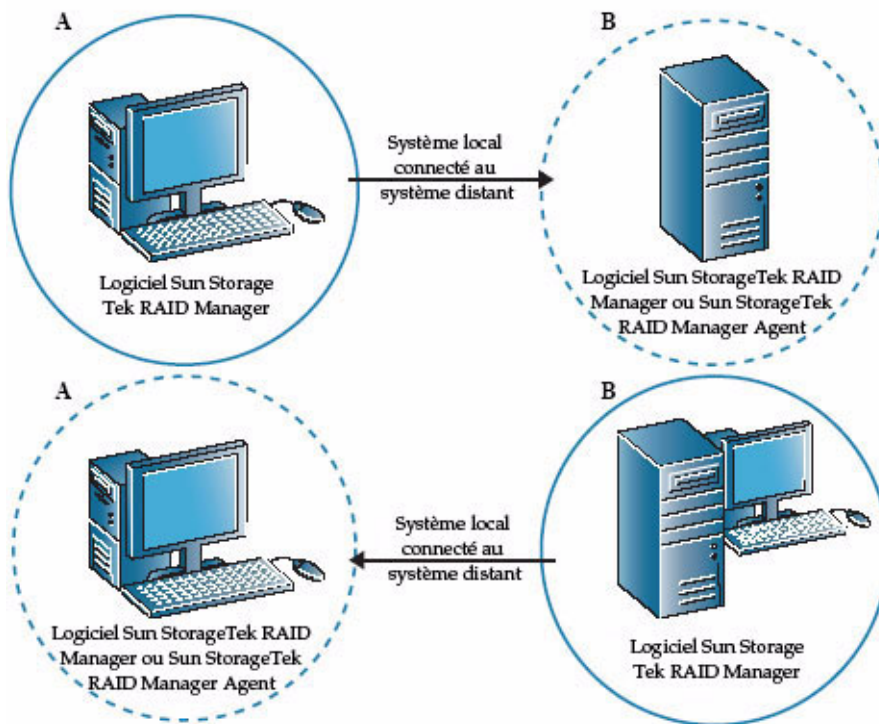 A
B
Système local
connecté au
système distant
Logiciel Sun Storage
Tek RAID Manager
Logiciel Sun StorageTek RAID
Manager ou Sun StorageTek
RAID Manager Agent
A
B
Système local
connecté au
système distant
Logiciel Sun StorageTek RAID
Manager ou Sun StorageTek
RAID Manager Agent
Logiciel Sun Storage
Tek RAID Manager